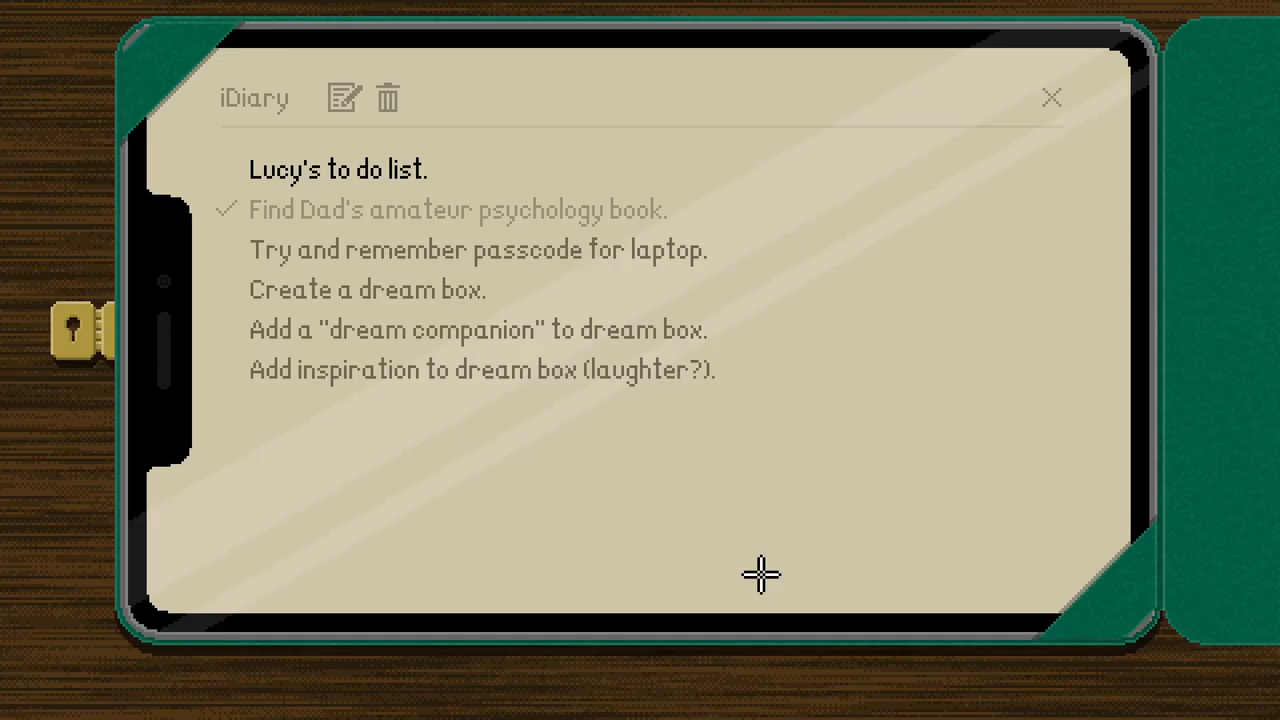 iDiary
Lucy's to do list.
Find Dad's amateur psychology book.
Try and remember passcode for laptop.
Create a dream box.
Add a "dream companion" to dream box.
Add inspiration to dream box (laughter?).